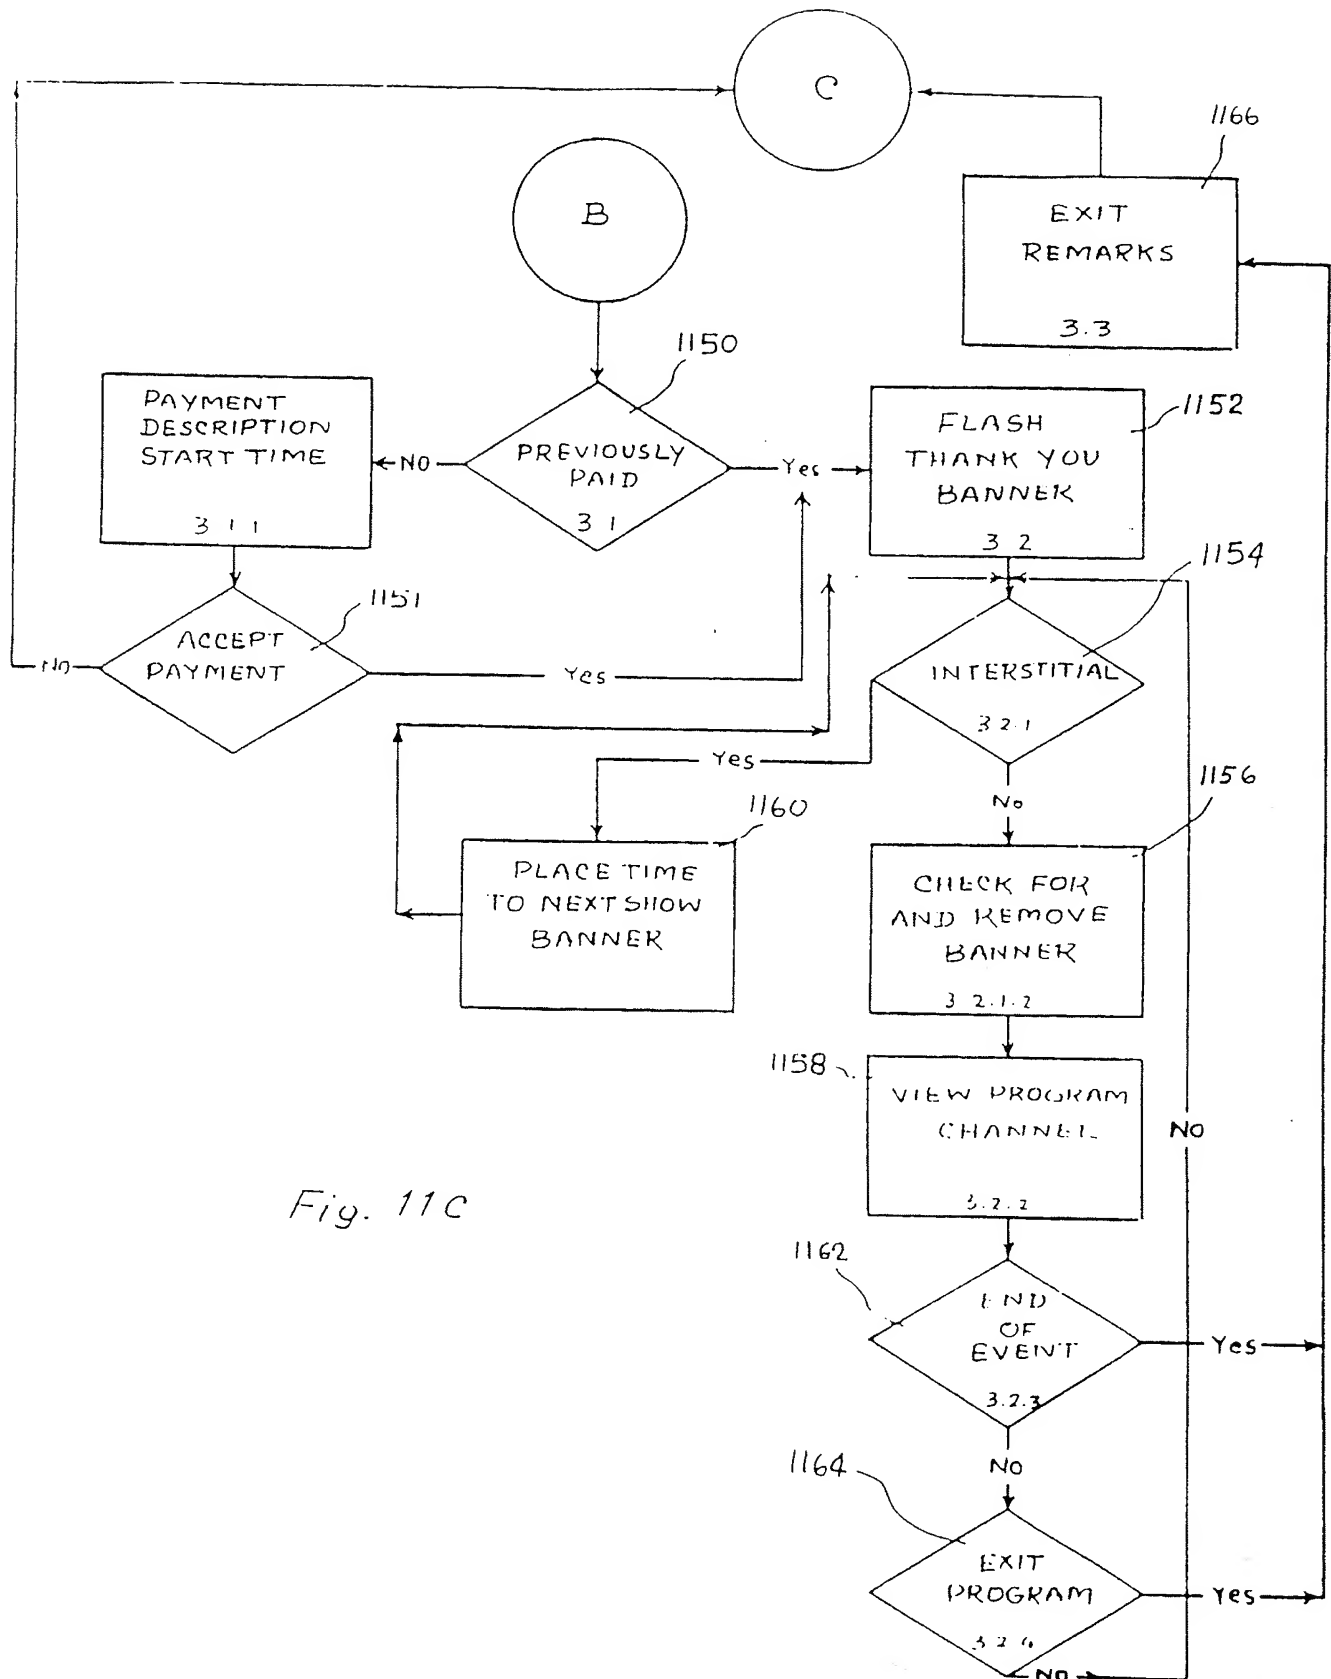 C
1166
EXIT
REMARKS
3.3
B
1150
PREVIOUSLY
PAID
3 1
NO
Yes
PAYMENT
DESCRIPTION
START TIME
3 1 1
1152
FLASH
THANK YOU
BANNER
3 2
1151
ACCEPT
PAYMENT
No
Yes
1154
INTERSTITIAL
3 2.1
Yes
No
1160
PLACE TIME
TO NEXT SHOW
BANNER
1156
CHECK FOR
AND REMOVE
BANNER
3 2.1.2
1158
VIEW PROGRAM
CHANNEL
3.2.2
NO
Fig. 11C
1162
END
OF
EVENT
3.2.3
Yes
NO
1164
EXIT
PROGRAM
3 2 4
Yes
NO